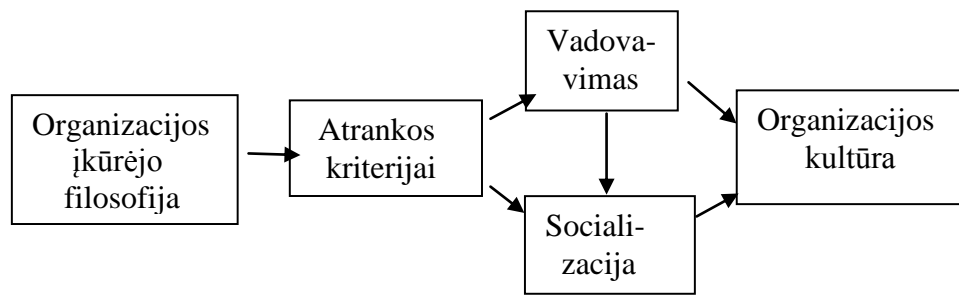 Organizacijos
įkūrėjo
filosofija
Atrankos
kriterijai
Vadova-
vimas
Sociali-
zacija
Organizacijos
kultūra